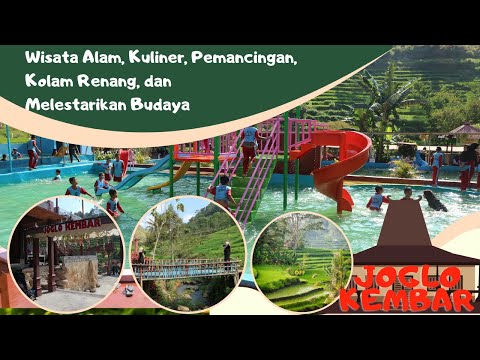 Wisata Alam, Kuliner, Pemancingan,
Kolam Renang, dan
Melestarikan Budaya
JOGLO KEMBAR
JOGLO
KEMBAR